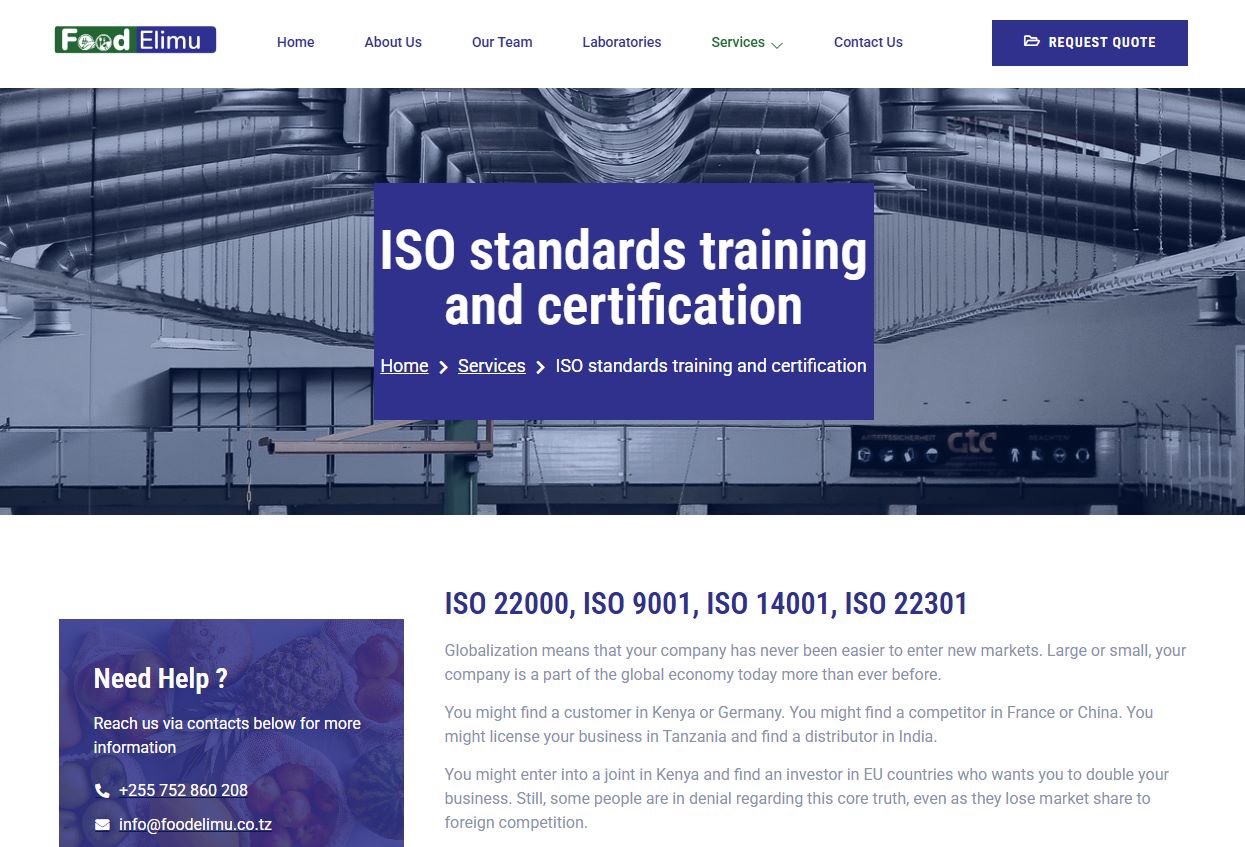 Food Elimu
Home
About Us
Our Team
Laboratories
Services
Contact Us
REQUEST QUOTE
ISO standards training
and certification
Home
Services
ISO standards training and certification
ARBEITSSICHERHEIT
BEACHTEN
ISO 22000, ISO 9001, ISO 14001, ISO 22301
Globalization means that your company has never been easier to enter new markets. Large or small, your
company is a part of the global economy today more than ever before.
You might find a customer in Kenya or Germany. You might find a competitor in France or China. You
might license your business in Tanzania and find a distributor in India.
You might enter into a joint in Kenya and find an investor in EU countries who wants you to double your
business. Still, some people are in denial regarding this core truth, even as they lose market share to
foreign competition.
Need Help ?
Reach us via contacts below for more
information
+255 752 860 208
info@foodelimu.co.tz